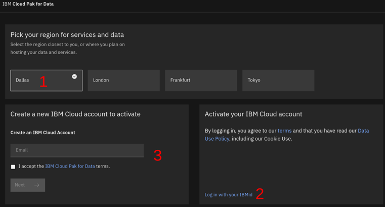 IBM Cloud Pak for Data
Pick your region for services and data
Select the region closest to you, or where you plan on
hosting your data and services.
Dallas
London
Frankfurt
Tokyo
1
Create a new IBM Cloud account to activate
Create an IBM Cloud Account
Email
3
I accept the IBM Cloud Pak for Data terms.
Next
Activate your IBM Cloud account
By logging in, you agree to our terms and that you have read our Data
Use Policy, including our Cookie Use.
Log in with your IBMid
2